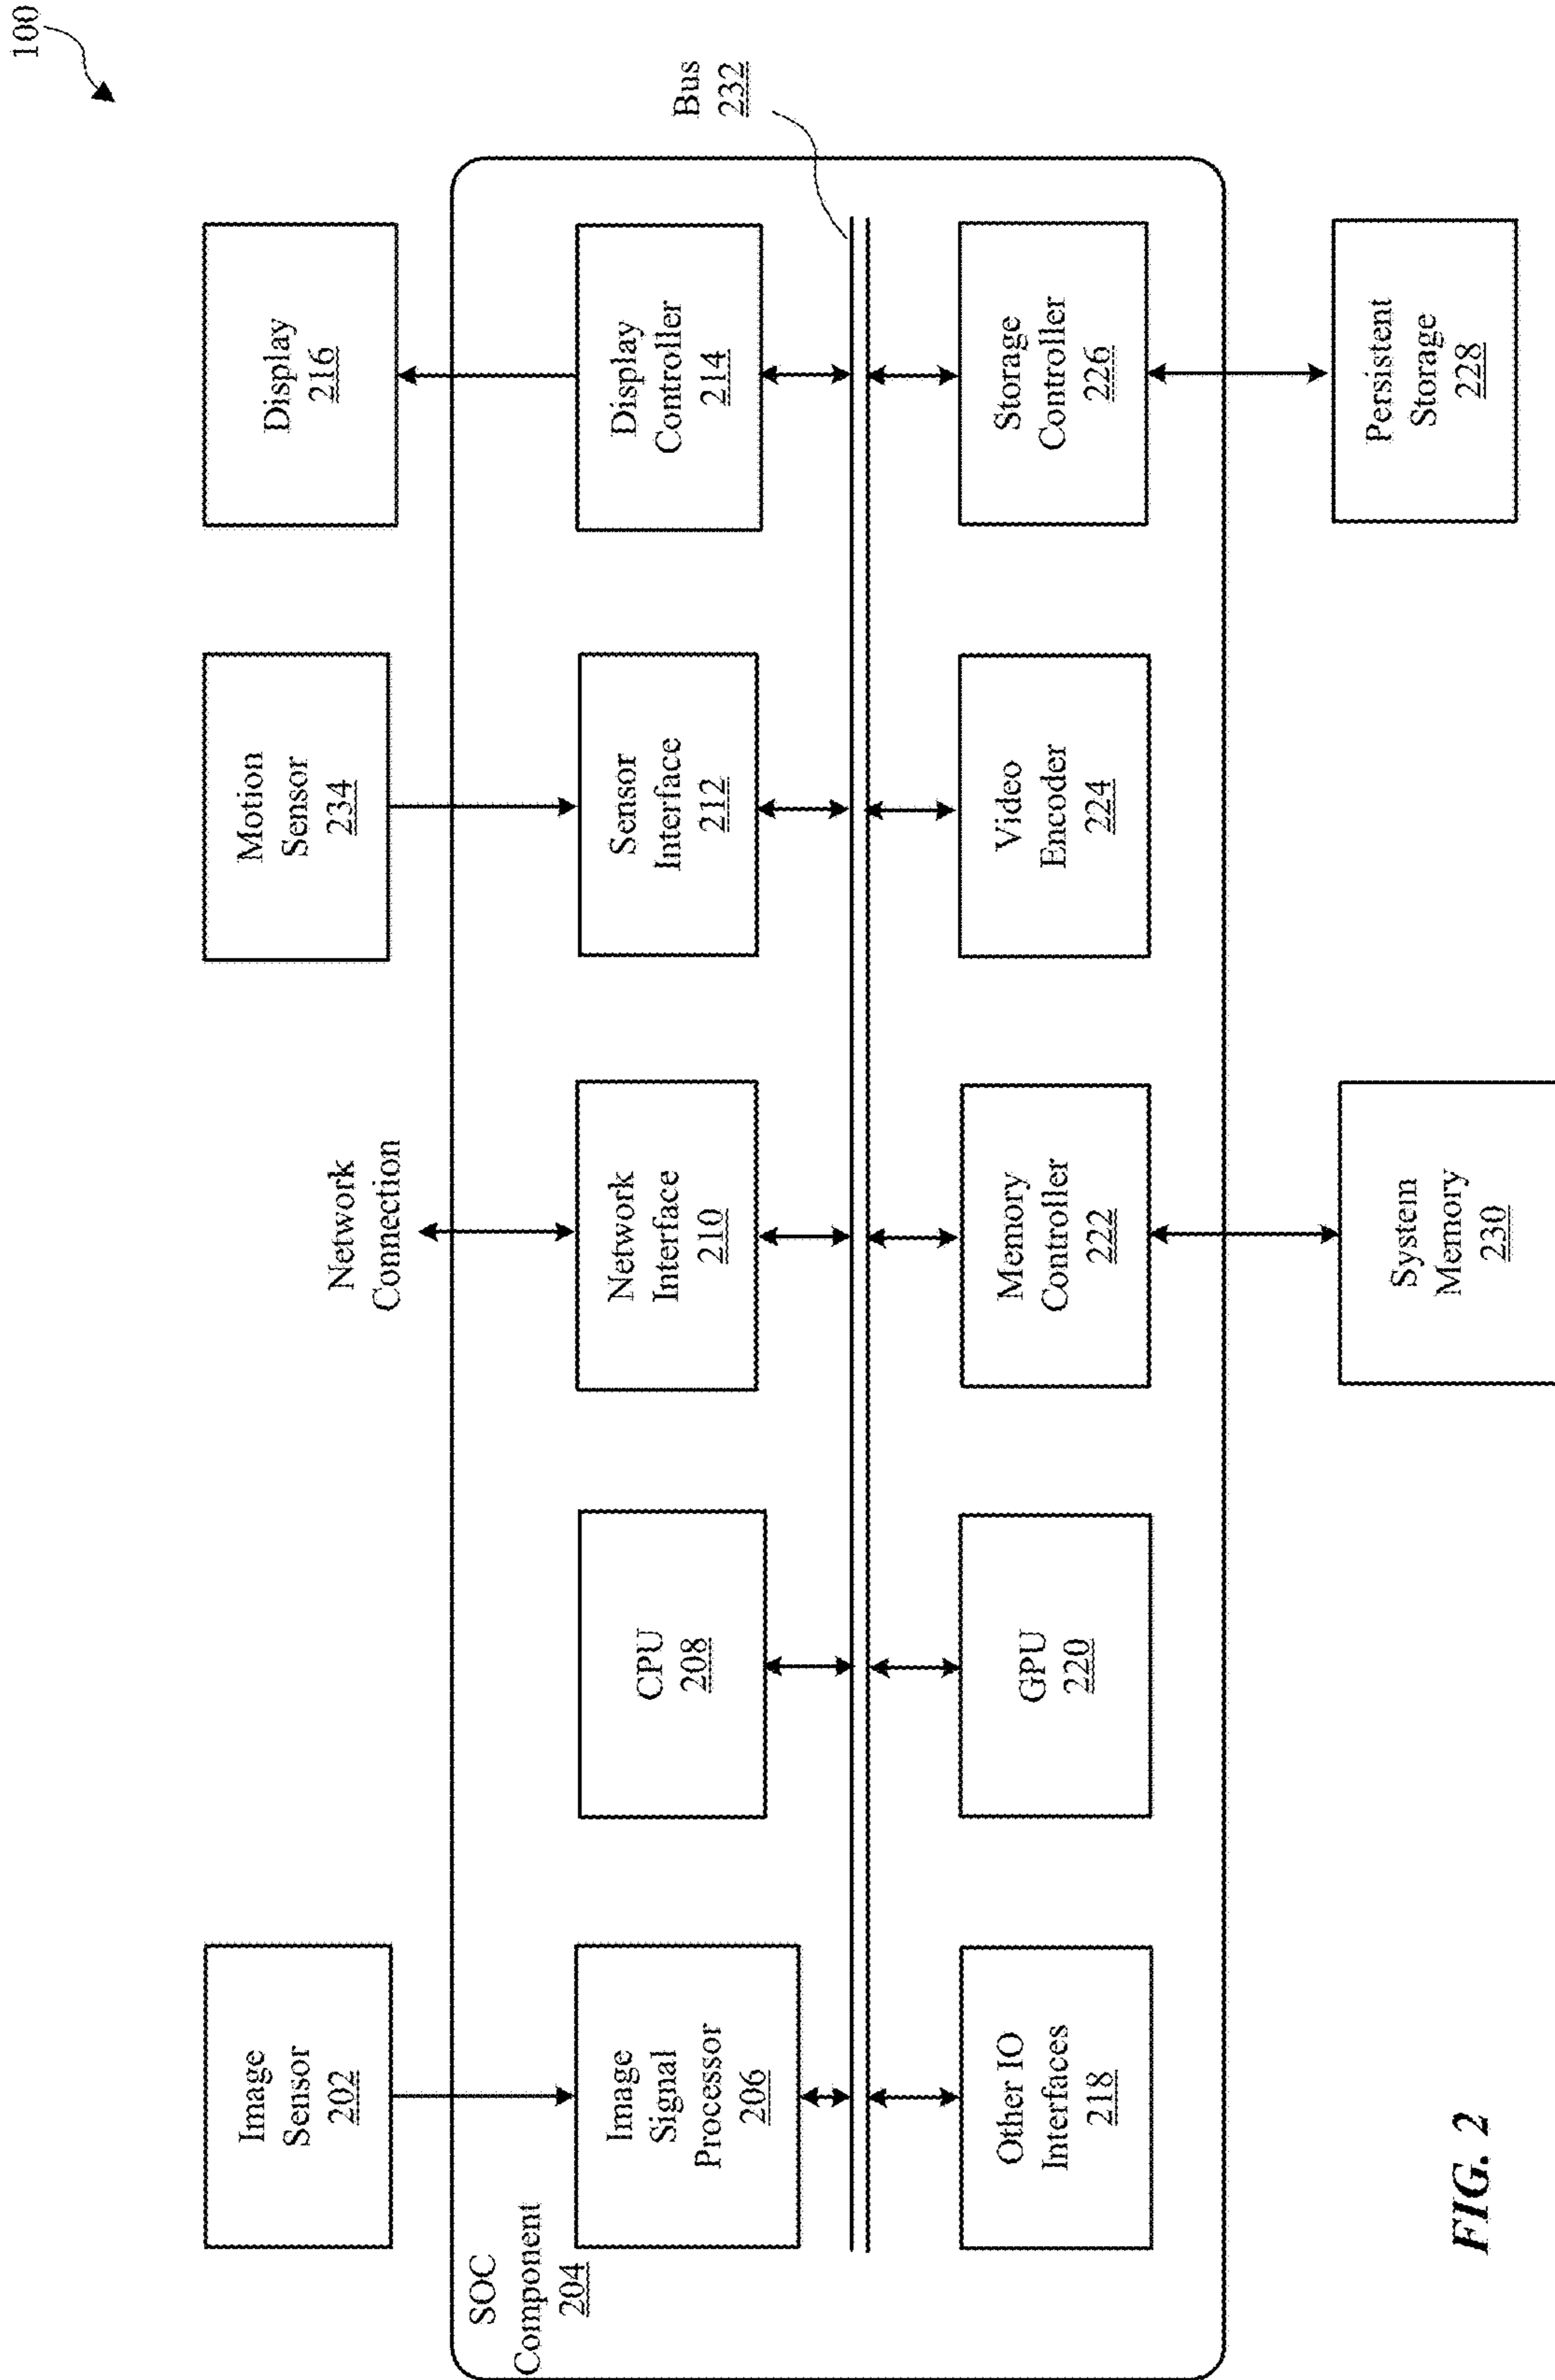 100
Image
Sensor
202
Motion
Sensor
234
Display
216
Network
Connection
SOC
Component
204
Image
Signal
Processor
206
CPU
208
Network
Interface
210
Sensor
Interface
212
Display
Controller
214
Bus
232
Other IO
Interfaces
218
GPU
220
Memory
Controller
222
Video
Encoder
224
Storage
Controller
226
System
Memory
230
Persistent
Storage
228
FIG. 2